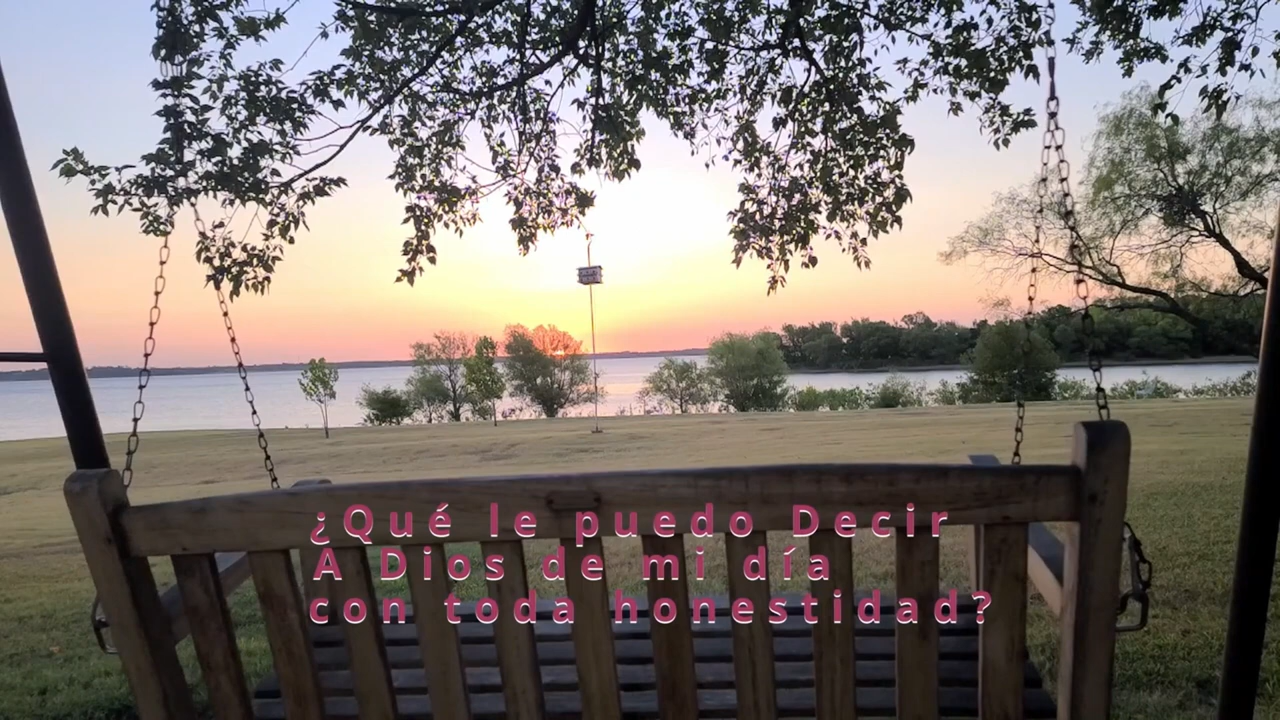 ¿Qué le puedo Decir
A Dios de mi día
con toda honestidad?